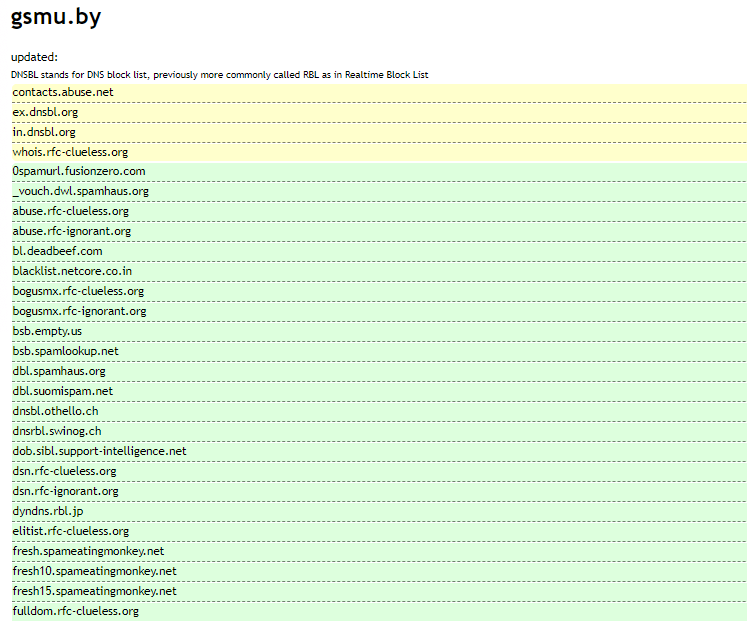 gsmu.by
updated:
DNSBL stands for DNS block list, previously more commonly called RBL as in Realtime Block List
contacts.abuse.net
ex.dnsbl.org
in.dnsbl.org
whois.rfc-clueless.org
0spamurl.fusionzero.com
_vouch.dwl.spamhaus.org
abuse.rfc-clueless.org
abuse.rfc-ignorant.org
bl.deadbeef.com
blacklist.netcore.co.in
bogusmx.rfc-clueless.org
bogusmx.rfc-ignorant.org
bsb.empty.us
bsb.spamlookup.net
dbl.spamhaus.org
dbl.suomispam.net
dnsbl.othello.ch
dnsrbl.swinog.ch
dob.sibl.support-intelligence.net
dsn.rfc-clueless.org
dsn.rfc-ignorant.org
dyndns.rbl.jp
elitist.rfc-clueless.org
fresh.spameatingmonkey.net
fresh10.spameatingmonkey.net
fresh15.spameatingmonkey.net
fulldom.rfc-clueless.org